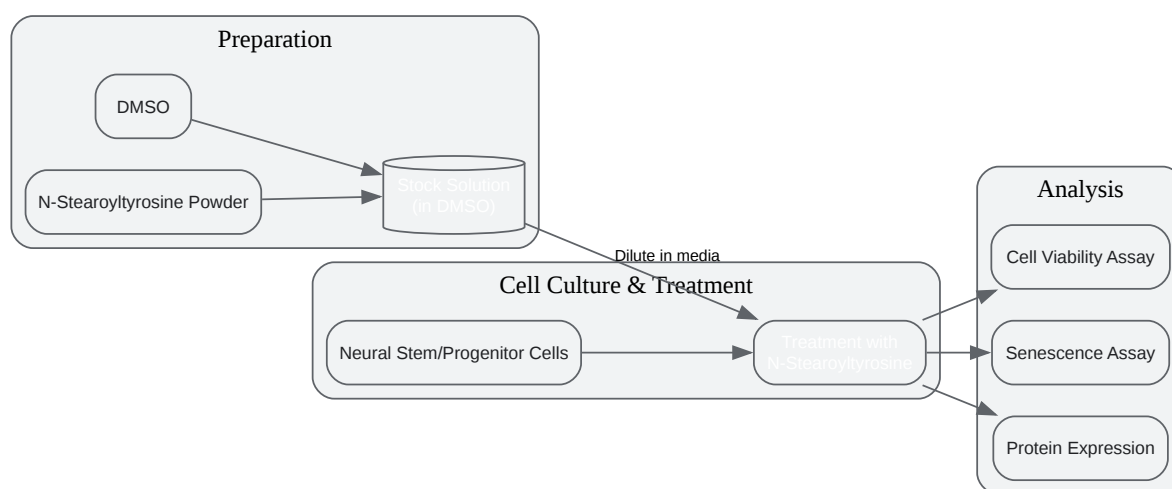 Preparation
DMSO
N-Stearoyltyrosine Powder
Stock Solution
(in DMSO)
Dilute in media
Cell Culture & Treatment
Neural Stem/Progenitor Cells
Treatment with
N-Stearoyltyrosine
Analysis
Cell Viability Assay
Senescence Assay
Protein Expression